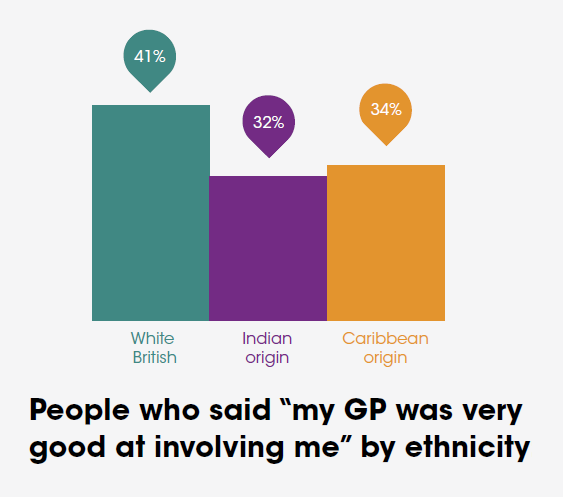 41%
32%
34%
White
British
Indian
origin
Caribbean
origin
People who said “my GP was very
good at involving me” by ethnicity